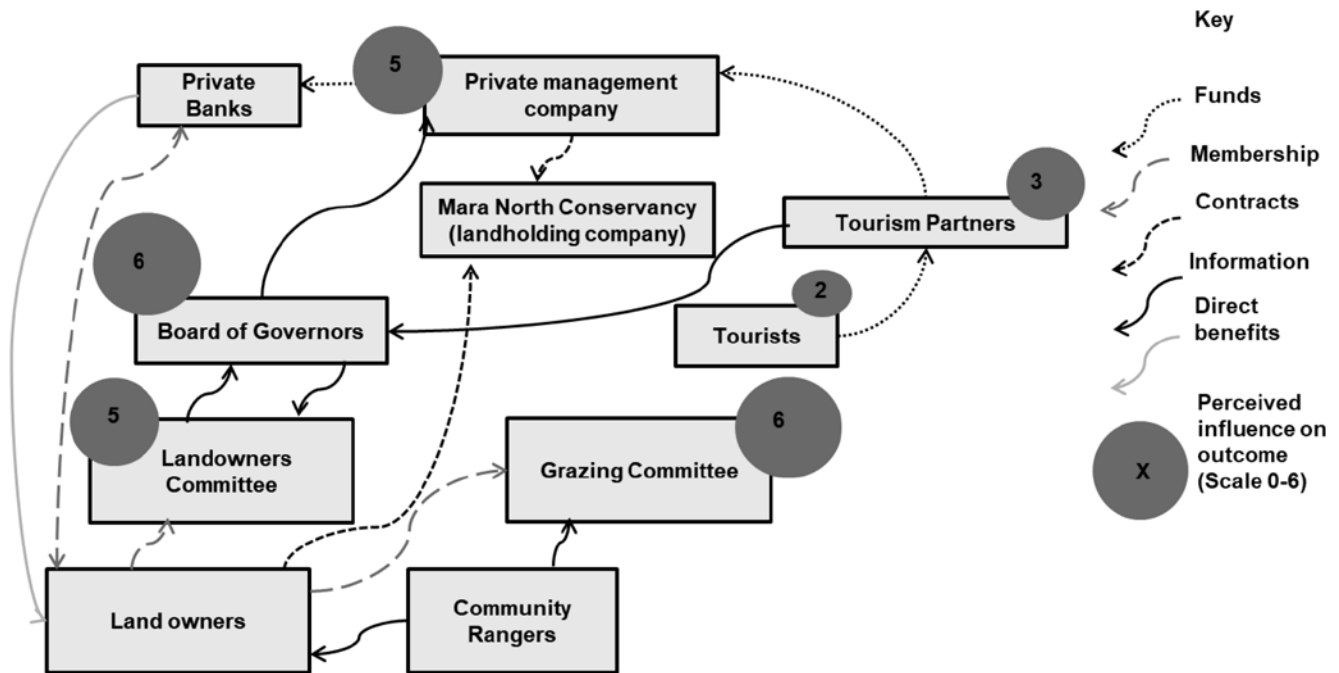 Key
5
Private
Banks
Private management
company
Funds
Membership
3
Mara North Conservancy
(landholding company)
Tourism Partners
Contracts
6
Information
2
Direct
benefits
Board of Governors
Tourists
5
6
Perceived
influence on
outcome
(Scale 0-6)
X
Landowners
Committee
Grazing Committee
Land owners
Community
Rangers